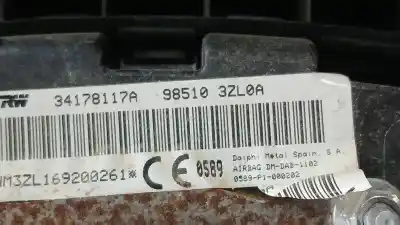 TRW 34178117A 98510 3ZL0A
M3ZL169200261*
CE 0589
Dalphi Metal Spain, S.A.
AIRBAG DM-DAB-1102
0589-P1-000202